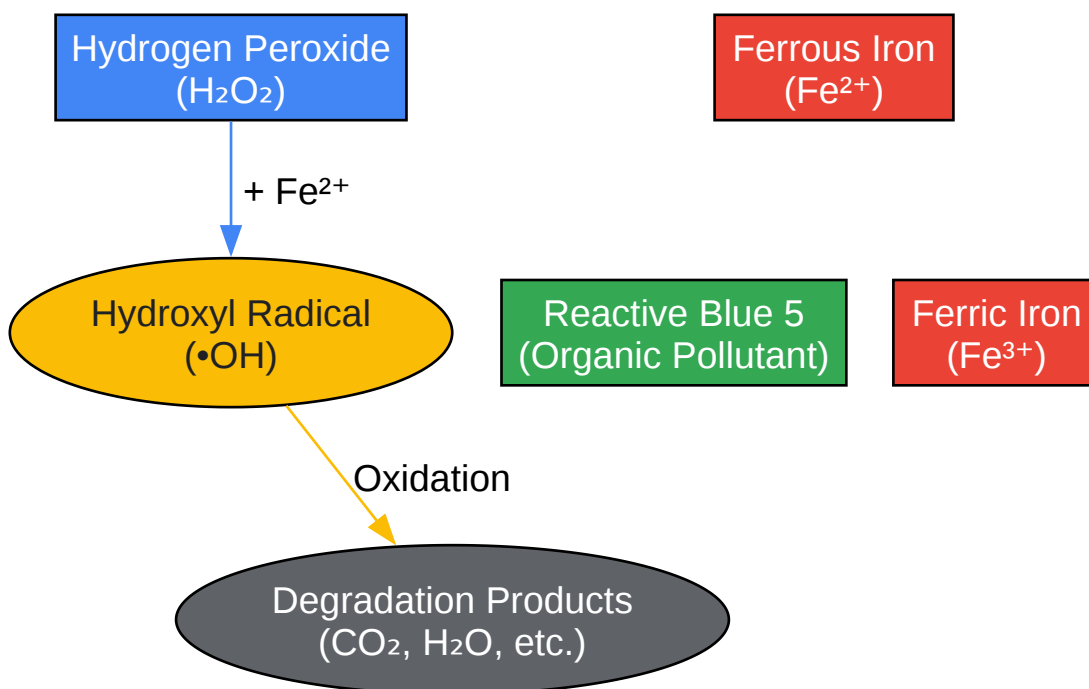 Hydrogen Peroxide
(H₂O₂)
Ferrous Iron
(Fe²⁺)
+ Fe²⁺
Hydroxyl Radical
(•OH)
Reactive Blue 5
(Organic Pollutant)
Ferric Iron
(Fe³⁺)
Oxidation
Degradation Products
(CO₂, H₂O, etc.)